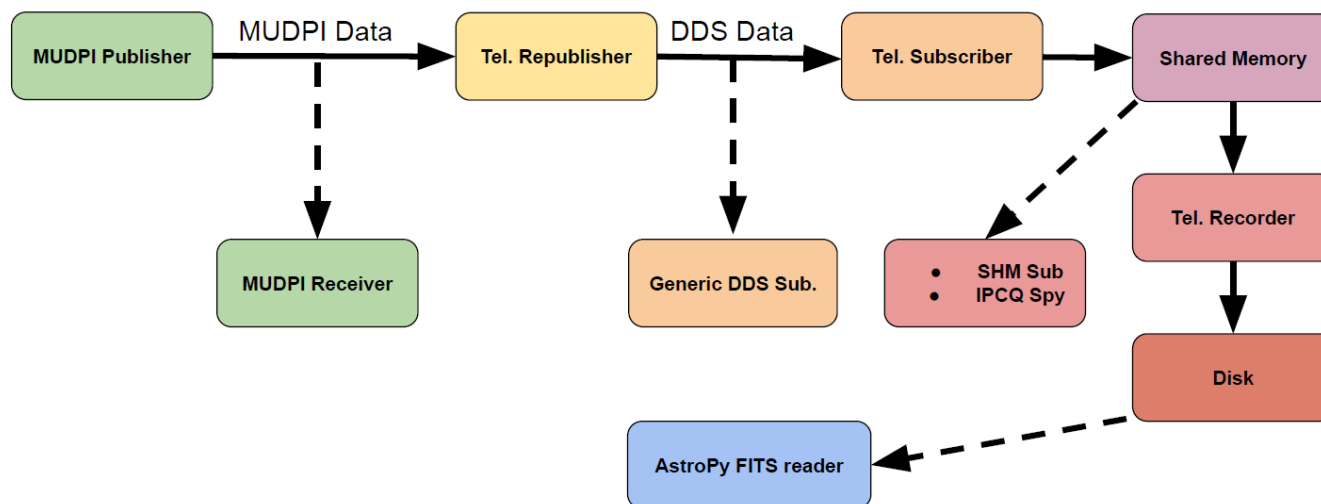 MUDPI Data
DDS Data
MUDPI Publisher
Tel. Republisher
Tel. Subscriber
Shared Memory
Tel. Recorder
MUDPI Receiver
Generic DDS Sub.
● SHM Sub
● IPCQ Spy
Disk
AstroPy FITS reader